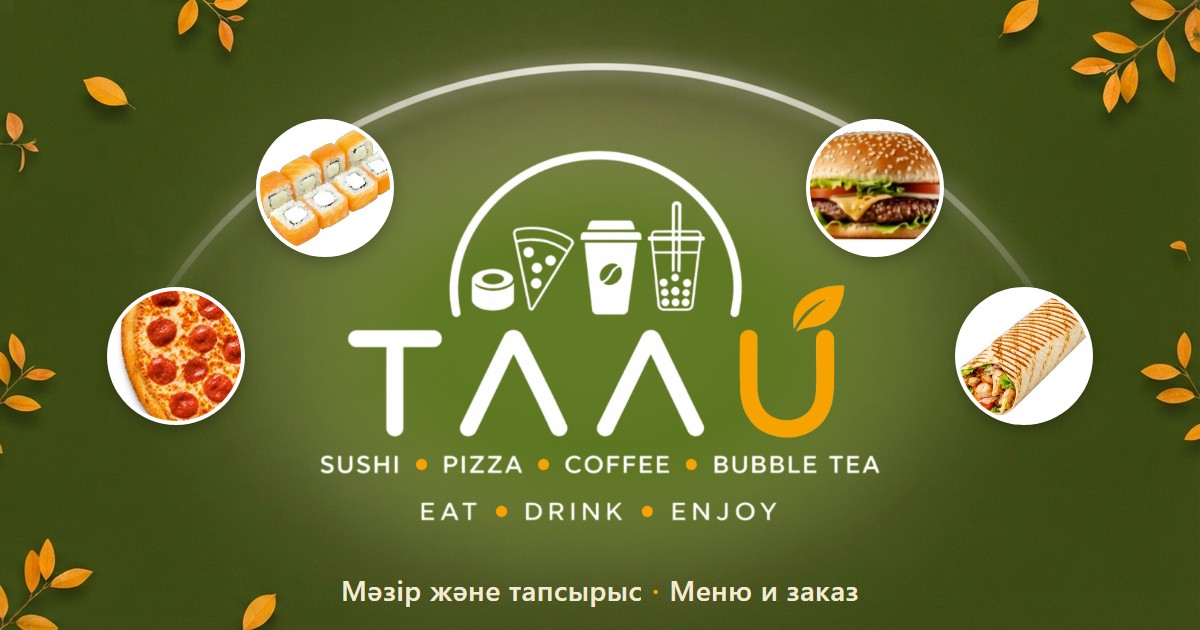 TAAU
SUSHI • PIZZA • COFFEE • BUBBLE TEA
EAT • DRINK • ENJOY
Мәзір және тапсырыс · Меню и заказ